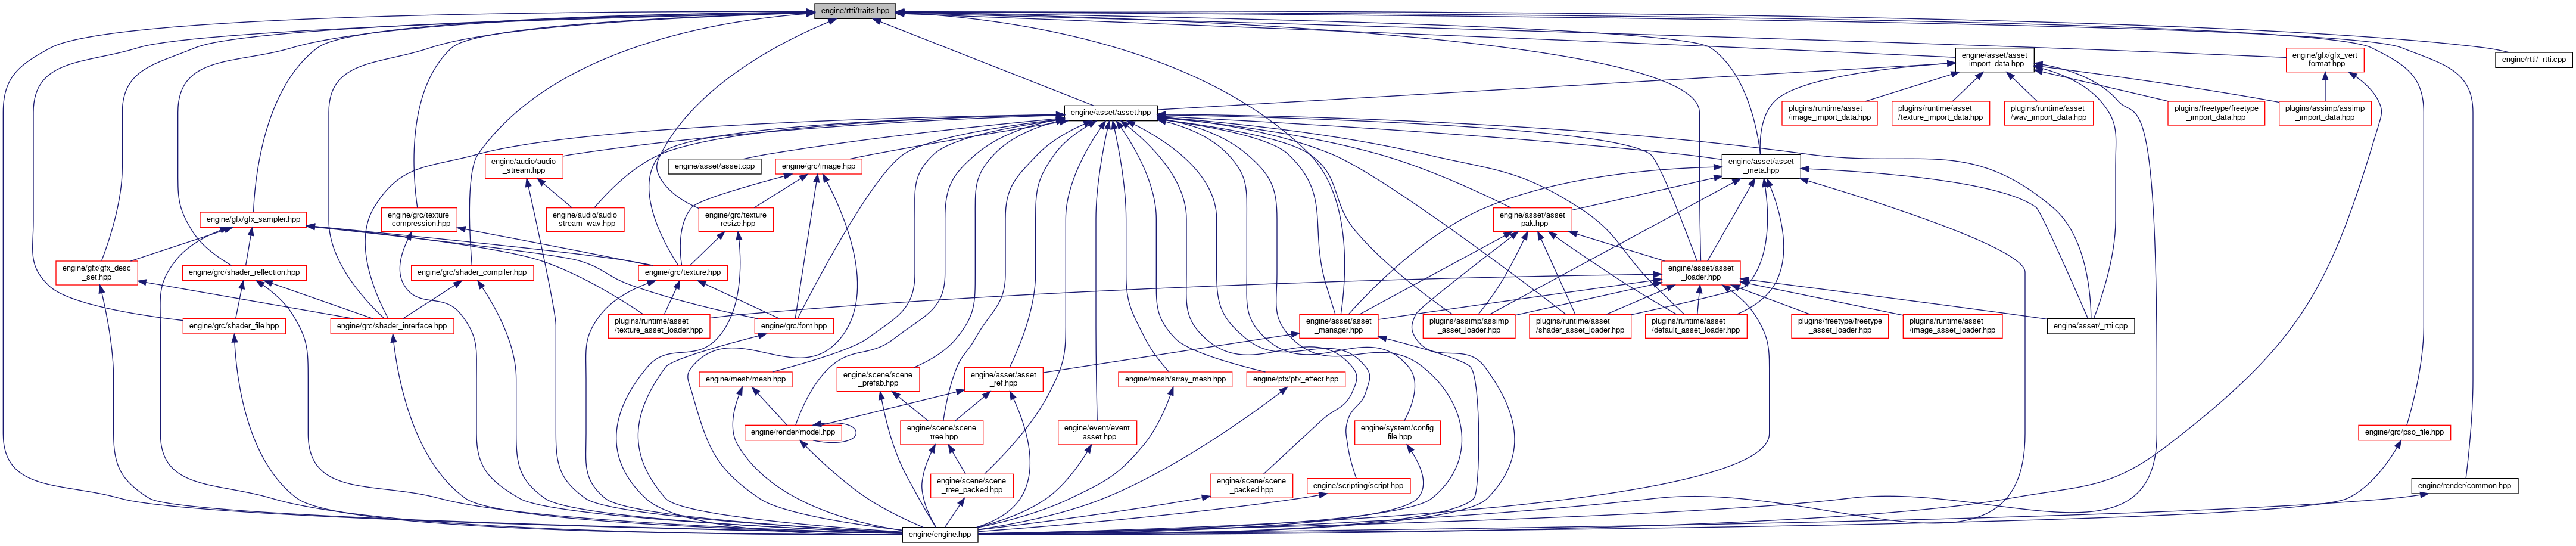 engine/rtti/traits.hpp
engine/asset/asset
_import_data.hpp
engine/gfx/gfx_vert
_format.hpp
engine/rtti/_rtti.cpp
engine/asset/asset.hpp
plugins/runtime/asset
/image_import_data.hpp
plugins/runtime/asset
/texture_import_data.hpp
plugins/runtime/asset
/wav_import_data.hpp
plugins/freetype/freetype
_import_data.hpp
plugins/assimp/assimp
_import_data.hpp
engine/audio/audio
_stream.hpp
engine/asset/asset.cpp
engine/grc/image.hpp
engine/asset/asset
_meta.hpp
engine/gfx/gfx_sampler.hpp
engine/grc/texture
_compression.hpp
engine/audio/audio
_stream_wav.hpp
engine/grc/texture
_resize.hpp
engine/asset/asset
_pak.hpp
engine/gfx/gfx_desc
_set.hpp
engine/grc/shader_reflection.hpp
engine/grc/shader_compiler.hpp
engine/grc/texture.hpp
engine/asset/asset
_loader.hpp
engine/grc/shader_file.hpp
engine/grc/shader_interface.hpp
plugins/runtime/asset
/texture_asset_loader.hpp
engine/grc/font.hpp
engine/asset/asset
_manager.hpp
plugins/assimp/assimp
_asset_loader.hpp
plugins/runtime/asset
/shader_asset_loader.hpp
plugins/runtime/asset
/default_asset_loader.hpp
plugins/freetype/freetype
_asset_loader.hpp
plugins/runtime/asset
/image_asset_loader.hpp
engine/asset/_rtti.cpp
engine/mesh/mesh.hpp
engine/scene/scene
_prefab.hpp
engine/asset/asset
_ref.hpp
engine/mesh/array_mesh.hpp
engine/pfx/pfx_effect.hpp
engine/render/model.hpp
engine/scene/scene
_tree.hpp
engine/event/event
_asset.hpp
engine/system/config
_file.hpp
engine/grc/pso_file.hpp
engine/scene/scene
_tree_packed.hpp
engine/scene/scene
_packed.hpp
engine/scripting/script.hpp
engine/render/common.hpp
engine/engine.hpp